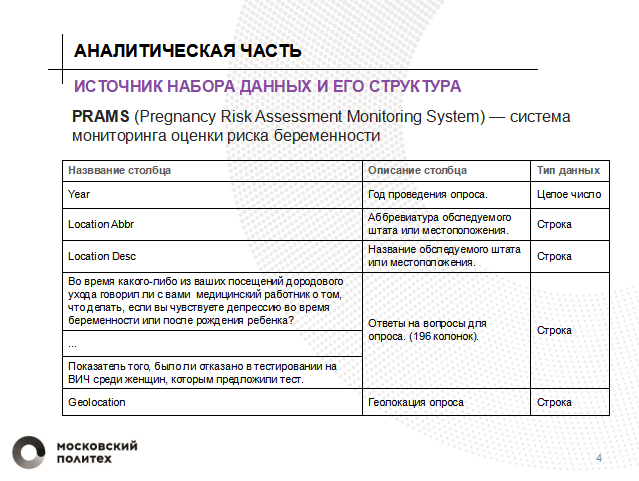 АНАЛИТИЧЕСКАЯ ЧАСТЬ
ИСТОЧНИК НАБОРА ДАННЫХ И ЕГО СТРУКТУРА
PRAMS (Pregnancy Risk Assessment Monitoring System) — система
мониторинга оценки риска беременности
Назввание столбца
Описание столбца
Тип данных
Year
Год проведения опроса.
Целое число
Location Abbr
Аббревиатура обследуемого
штата или местоположения.
Строка
Location Desc
Название обследуемого штата
или местоположения.
Строка
Во время какого-либо из ваших посещений дородового
ухода говорил ли с вами медицинский работник о том,
что делать, если вы чувствуете депрессию во время
беременности или после рождения ребенка?
...
Показатель того, было ли отказано в тестировании на
ВИЧ среди женщин, которым предложили тест.
Ответы на вопросы для
опроса. (196 колонок).
Строка
Geolocation
Геолокация опроса
Строка
московский
политех
4